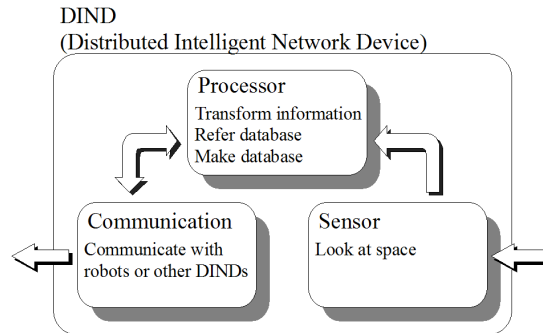 DIND
(Distributed Intelligent Network Device)
Processor
Transform information
Refer database
Make database
Communication
Communicate with
robots or other DINDs
Sensor
Look at space